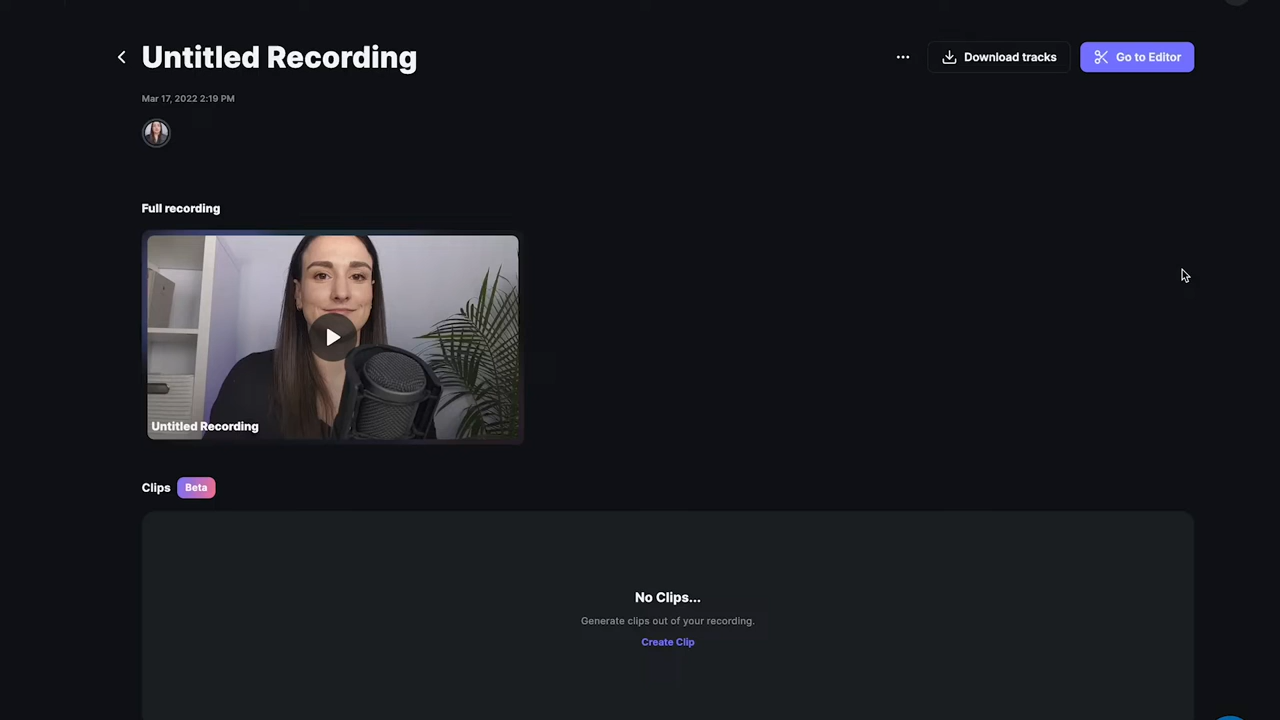 Untitled Recording
Download tracks
Go to Editor
Mar 17, 2022 2:19 PM
Full recording
Untitled Recording
Clips
Beta
No Clips...
Generate clips out of your recording.
Create Clip